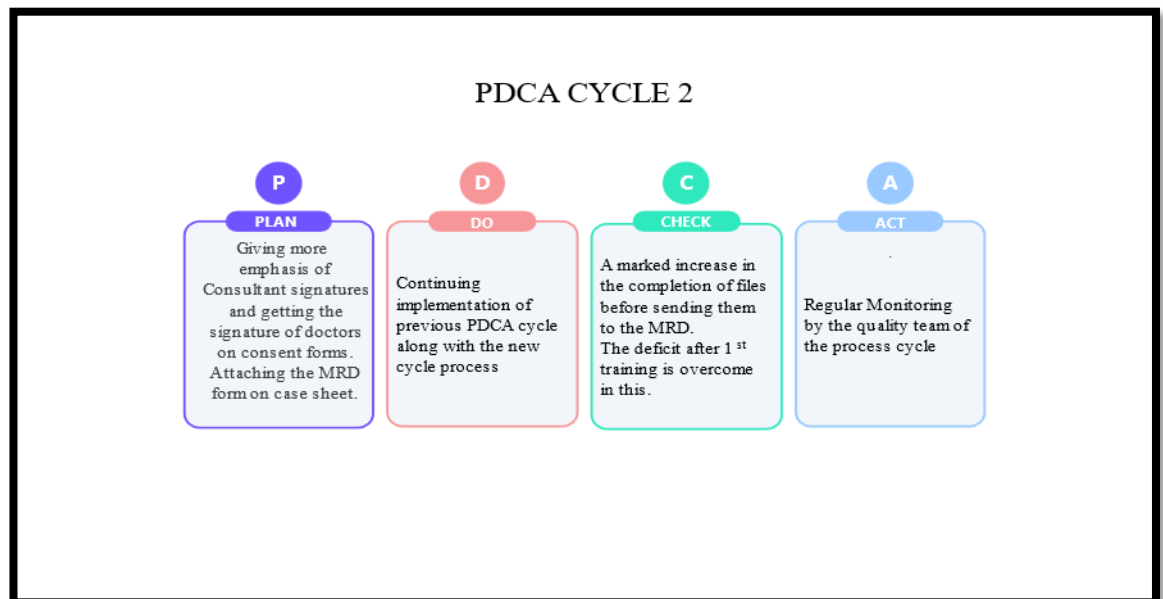 PDCA CYCLE 2
P
PLAN
Giving more
emphasis of
Consultant signatures
and getting the
signature of doctors
on consent forms.
Attaching the MRD
form on case sheet.
D
DO
Continuing
implementation of
previous PDCA cycle
along with the new
cycle process
C
CHECK
A marked increase in
the completion of files
before sending them
to the MRD.
The deficit after 1 st
training is overcome
in this.
A
ACT
.
Regular Monitoring
by the quality team of
the process cycle